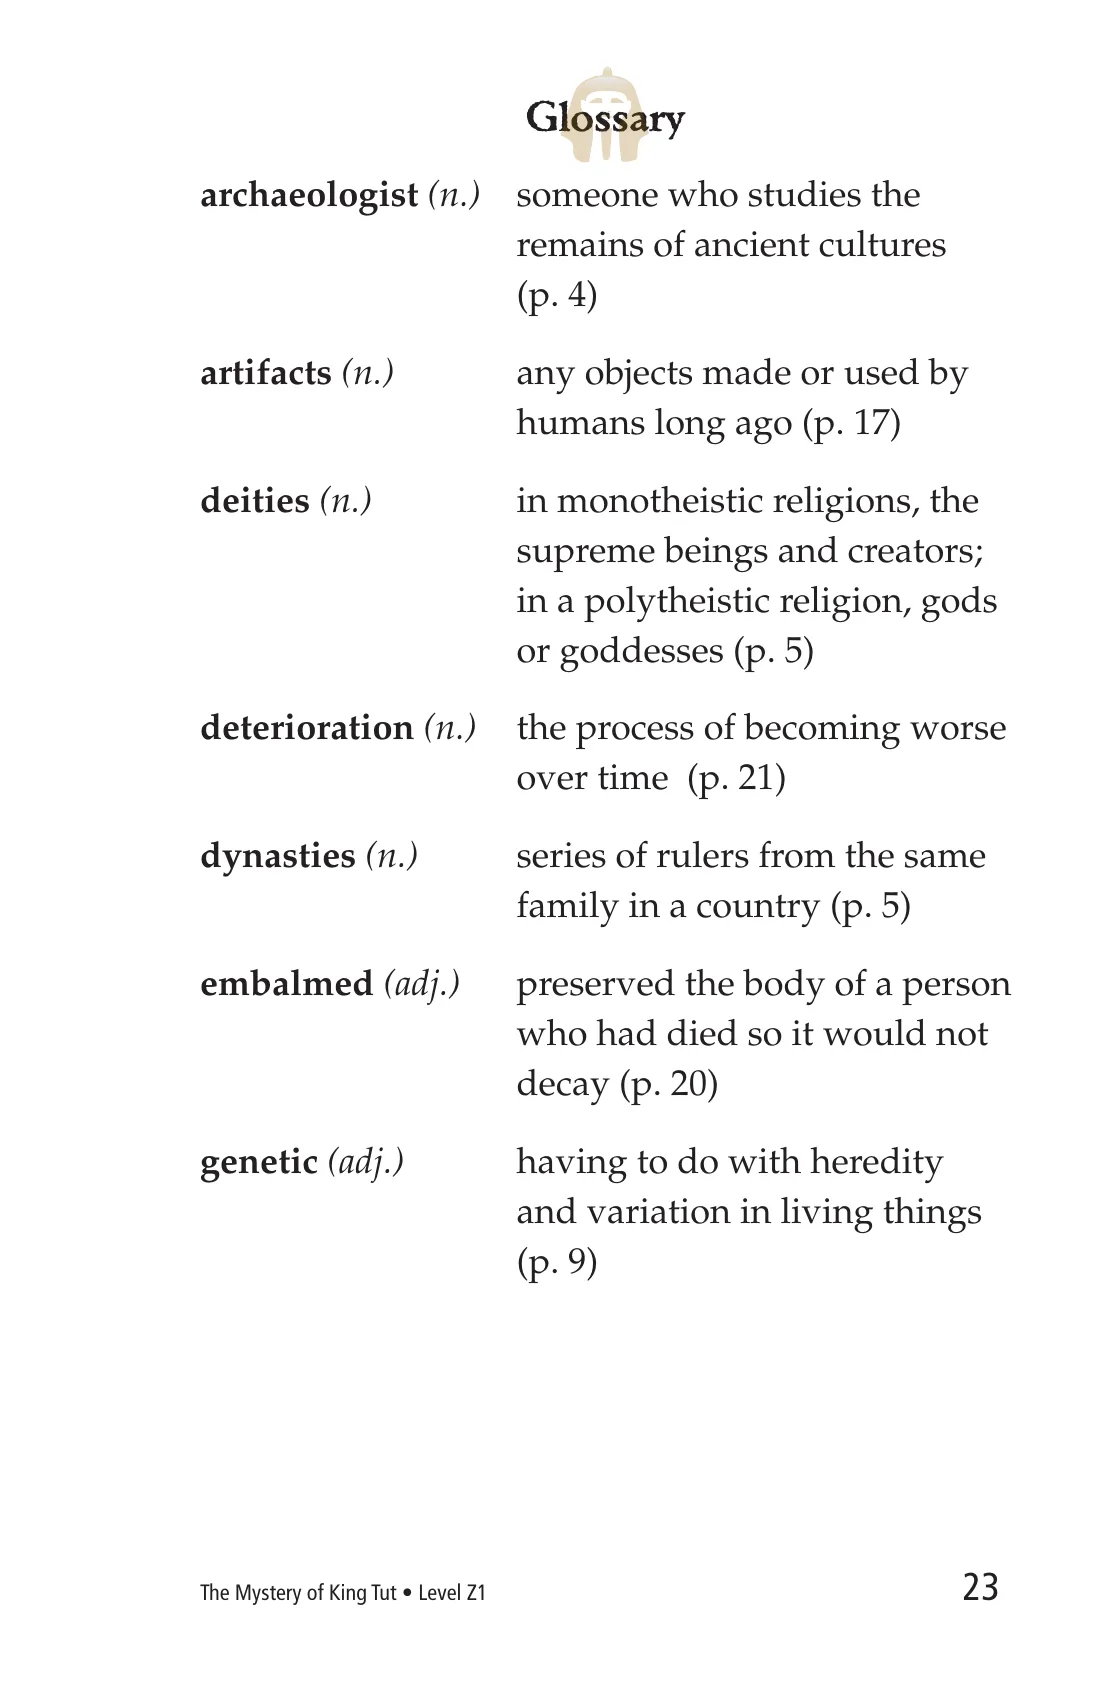 Glossary
archaeologist (n.) someone who studies the
remains of ancient cultures
(p. 4)
artifacts (n.) any objects made or used by
humans long ago (p. 17)
deities (n.) in monotheistic religions, the
supreme beings and creators;
in a polytheistic religion, gods
or goddesses (p. 5)
deterioration (n.) the process of becoming worse
over time (p. 21)
dynasties (n.) series of rulers from the same
family in a country (p. 5)
embalmed (adj.) preserved the body of a person
who had died so it would not
decay (p. 20)
genetic (adj.) having to do with heredity
and variation in living things
(p. 9)
The Mystery of King Tut • Level Z1 23